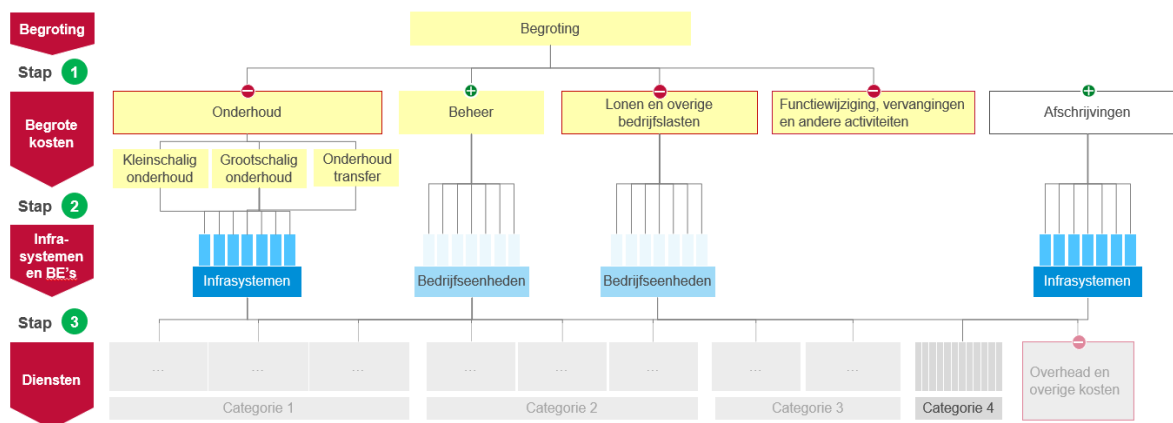 Begroting
Begroting
Stap 1
Begrote
kosten
Onderhoud
Beheer
Lonen en overige
bedrijfslasten
Functiewijziging, vervangingen
en andere activiteiten
Afschrijvingen
Kleinschalig
onderhoud
Grootschalig
onderhoud
Onderhoud
transfer
Stap 2
Infra-
systemen
en BE's
Infrasystemen
Bedrijfseenheden
Bedrijfseenheden
Infrasystemen
Stap 3
Diensten
...
...
...
...
...
...
...
Overhead en
overige kosten
Categorie 1
Categorie 2
Categorie 3
Categorie 4